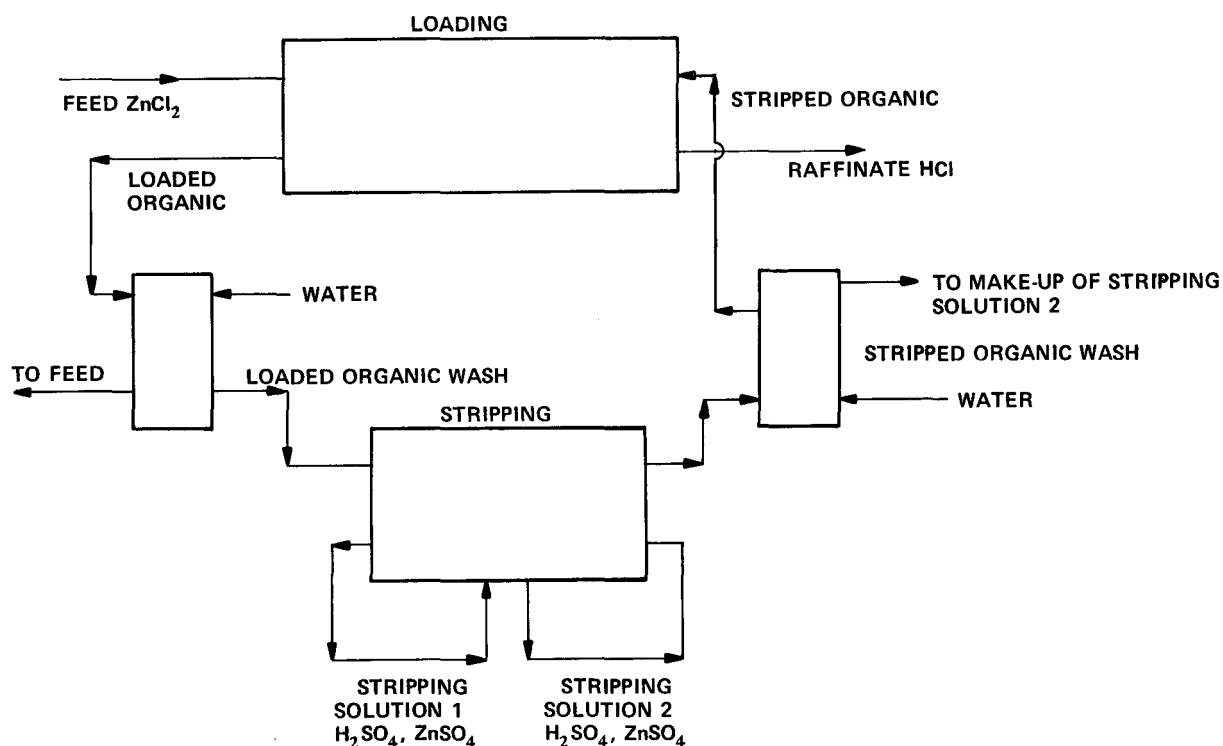 LOADING
FEED ZnCl₂
STRIPPED ORGANIC
RAFFINATE HCl
LOADED
ORGANIC
WATER
TO MAKE-UP OF STRIPPING
SOLUTION 2
STRIPPED ORGANIC WASH
TO FEED
LOADED ORGANIC WASH
WATER
STRIPPING
STRIPPING
SOLUTION 1
H₂SO₄, ZnSO₄
STRIPPING
SOLUTION 2
H₂SO₄, ZnSO₄